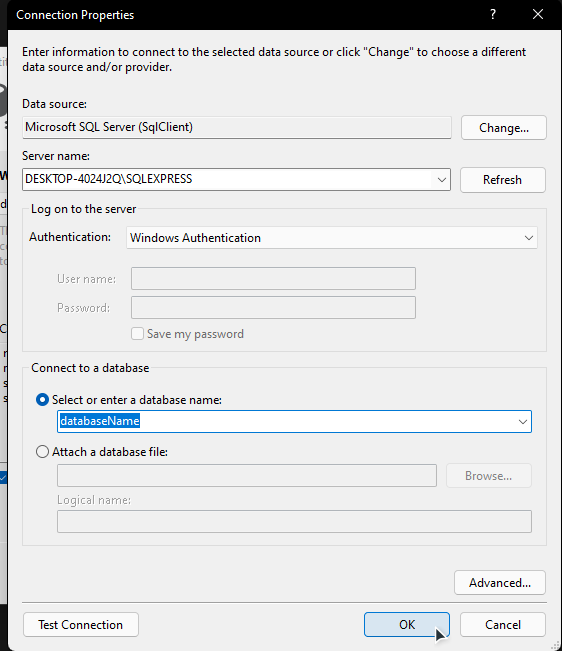 Connection Properties
?
Enter information to connect to the selected data source or click "Change" to choose a different
data source and/or provider.
Data source:
Microsoft SQL Server (SqlClient)
Change...
Server name:
DESKTOP-4024J2Q\SQLEXPRESS
Refresh
Log on to the server
Authentication:
Windows Authentication
User name:
Password:
Save my password
Connect to a database
Select or enter a database name:
databaseName
Attach a database file:
Browse...
Logical name:
Advanced...
Test Connection
OK
Cancel